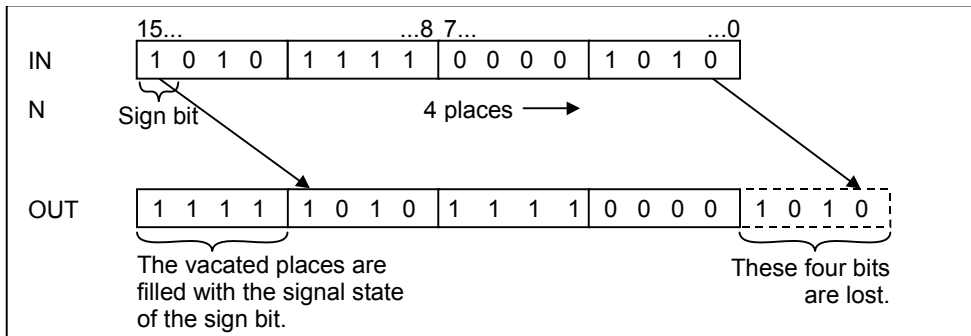 15... ...8 7... ...0
IN 1 0 1 0 1 1 1 1 0 0 0 0 1 0 1 0
N Sign bit 4 places
OUT 1 1 1 1 1 0 1 0 1 1 1 1 0 0 0 0 1 0 1 0
The vacated places are
filled with the signal state
of the sign bit.
These four bits
are lost.